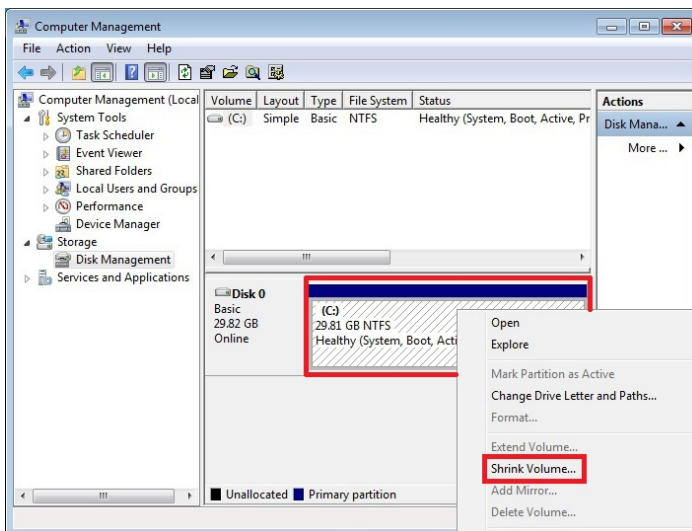 Computer Management
File Action View Help
Computer Management (Local
System Tools
Task Scheduler
Event Viewer
Shared Folders
Local Users and Groups
Performance
Device Manager
Storage
Disk Management
Services and Applications
Volume Layout Type File System Status
(C:) Simple Basic NTFS Healthy (System, Boot, Active, Pr
Actions
Disk Mana...
More ...
Disk 0
Basic
29.82 GB
Online
(C:)
29.81 GB NTFS
Healthy (System, Boot, Acti
Open
Explore
Mark Partition as Active
Change Drive Letter and Paths...
Format...
Extend Volume...
Shrink Volume...
Add Mirror...
Delete Volume...
Unallocated Primary partition